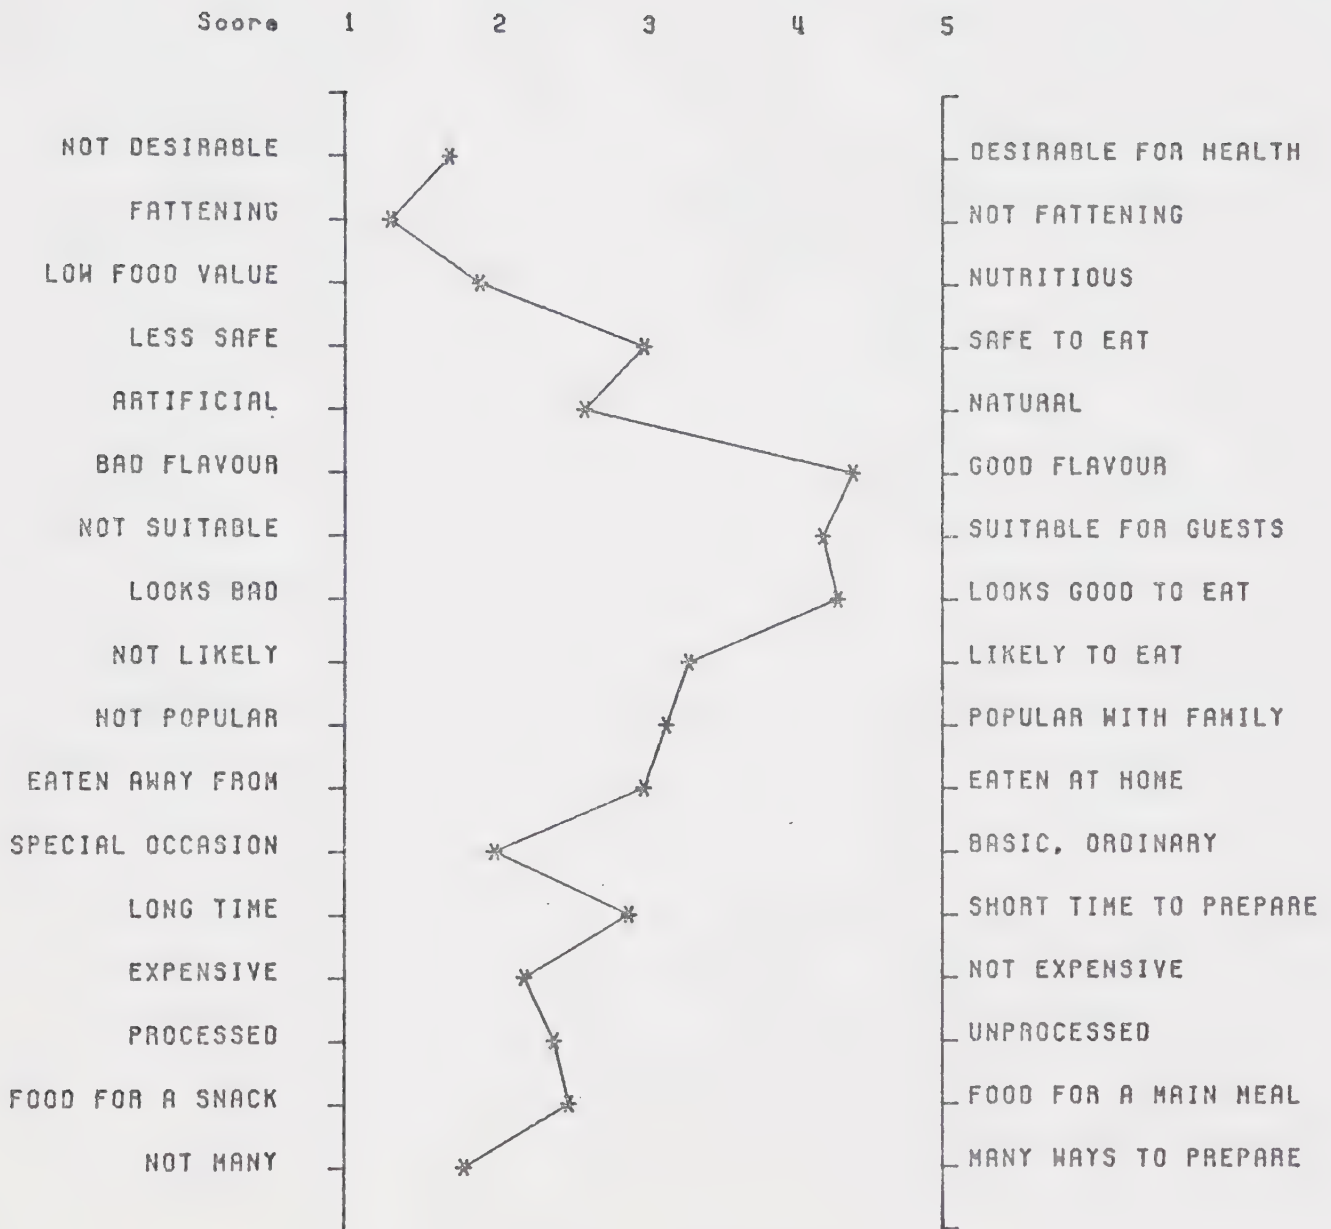 Score 1 2 3 4 5
NOT DESIRABLE DESIRABLE FOR HEALTH
FATTENING NOT FATTENING
LOW FOOD VALUE NUTRITIOUS
LESS SAFE SAFE TO EAT
ARTIFICIAL NATURAL
BAD FLAVOUR GOOD FLAVOUR
NOT SUITABLE SUITABLE FOR GUESTS
LOOKS BAD LOOKS GOOD TO EAT
NOT LIKELY LIKELY TO EAT
NOT POPULAR POPULAR WITH FAMILY
EATEN AWAY FROM EATEN AT HOME
SPECIAL OCCASION BASIC, ORDINARY
LONG TIME SHORT TIME TO PREPARE
EXPENSIVE NOT EXPENSIVE
PROCESSED UNPROCESSED
FOOD FOR A SNACK FOOD FOR A MAIN MEAL
NOT MANY MANY WAYS TO PREPARE